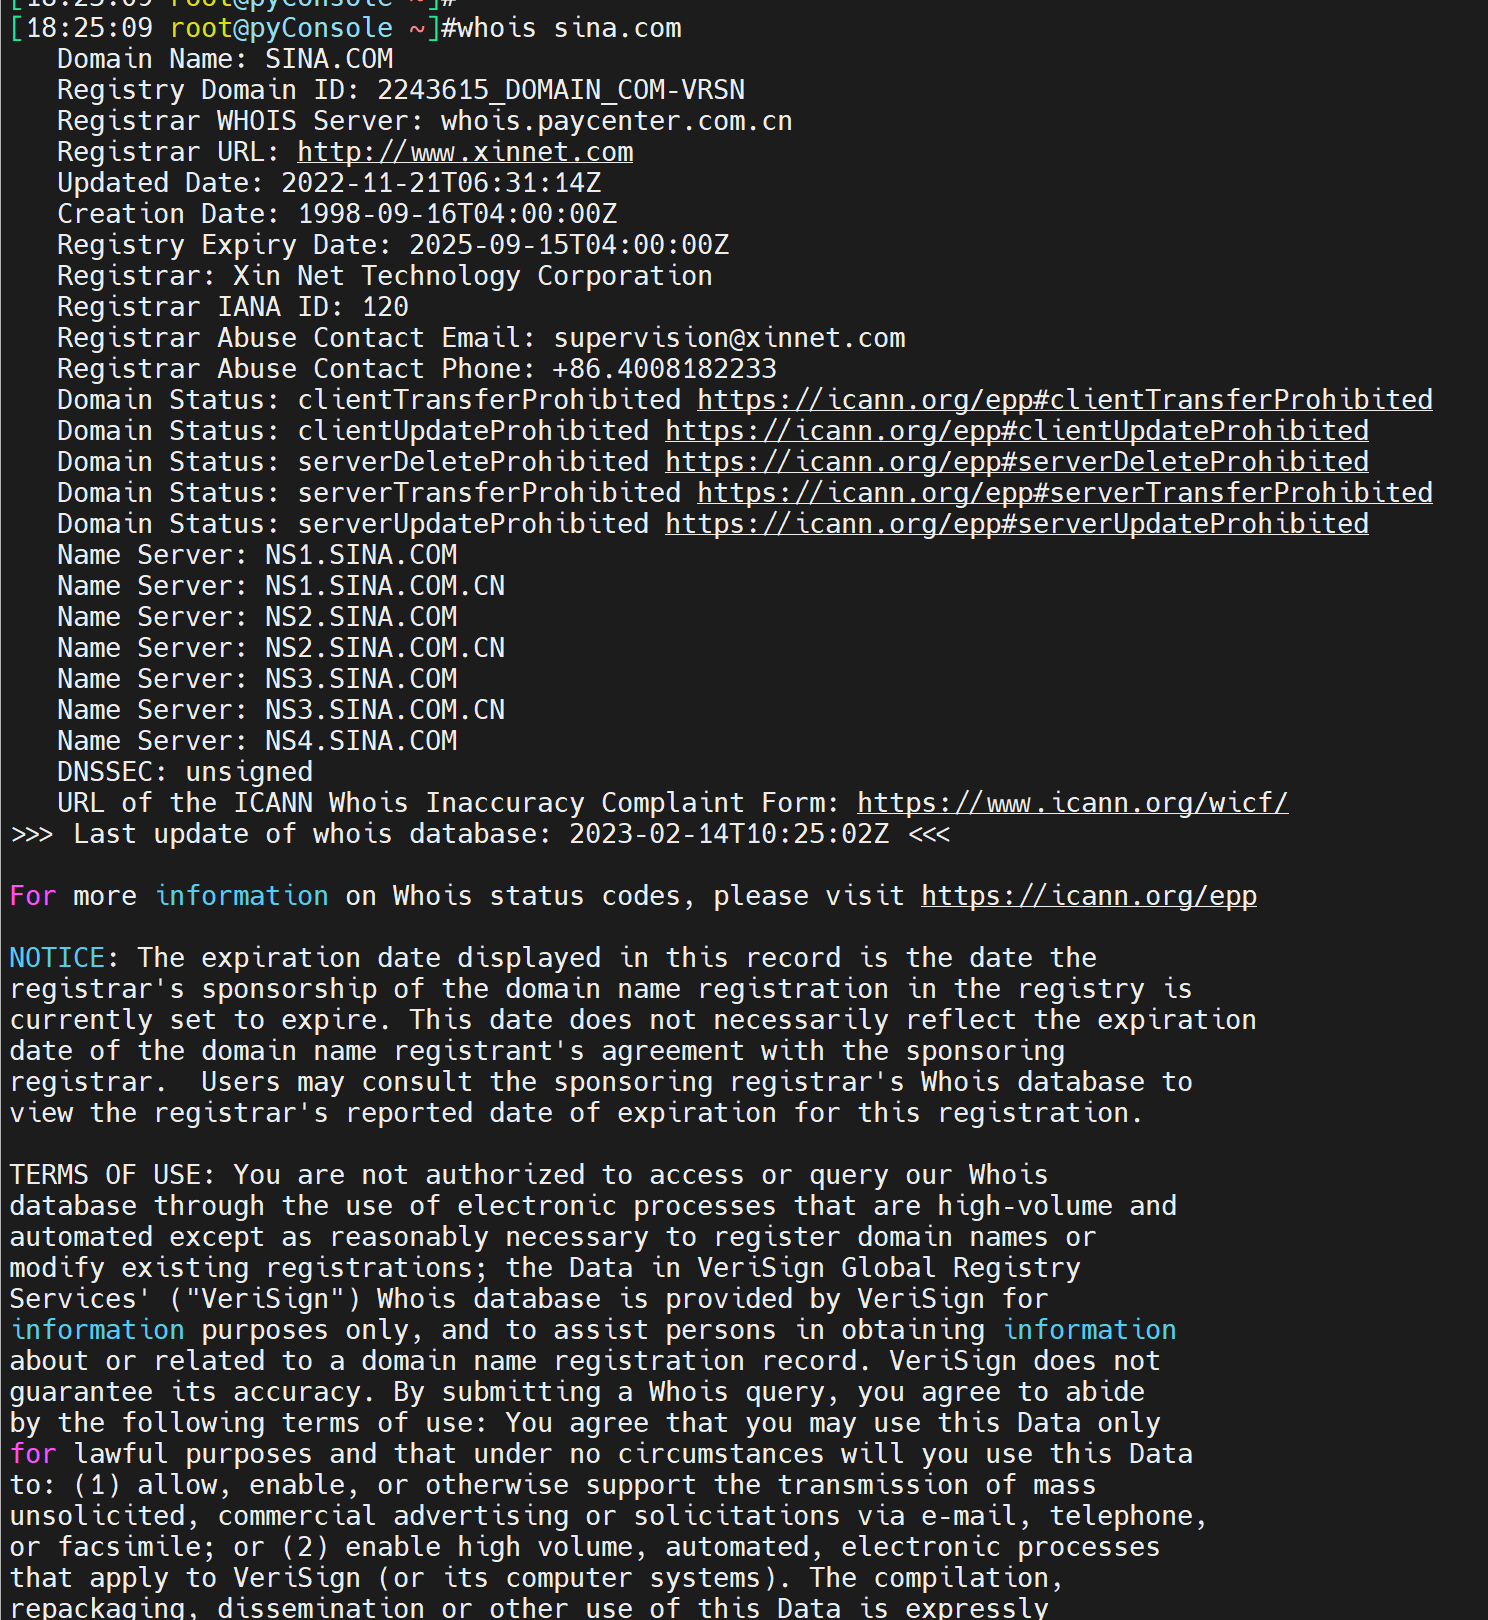 [18:25:09 root@pyConsole ~]#
[18:25:09 root@pyConsole ~]#whois sina.com
   Domain Name: SINA.COM
   Registry Domain ID: 2243615_DOMAIN_COM-VRSN
   Registrar WHOIS Server: whois.paycenter.com.cn
   Registrar URL: http://www.xinnet.com
   Updated Date: 2022-11-21T06:31:14Z
   Creation Date: 1998-09-16T04:00:00Z
   Registry Expiry Date: 2025-09-15T04:00:00Z
   Registrar: Xin Net Technology Corporation
   Registrar IANA ID: 120
   Registrar Abuse Contact Email: supervision@xinnet.com
   Registrar Abuse Contact Phone: +86.4008182233
   Domain Status: clientTransferProhibited https://icann.org/epp#clientTransferProhibited
   Domain Status: clientUpdateProhibited https://icann.org/epp#clientUpdateProhibited
   Domain Status: serverDeleteProhibited https://icann.org/epp#serverDeleteProhibited
   Domain Status: serverTransferProhibited https://icann.org/epp#serverTransferProhibited
   Domain Status: serverUpdateProhibited https://icann.org/epp#serverUpdateProhibited
   Name Server: NS1.SINA.COM
   Name Server: NS1.SINA.COM.CN
   Name Server: NS2.SINA.COM
   Name Server: NS2.SINA.COM.CN
   Name Server: NS3.SINA.COM
   Name Server: NS3.SINA.COM.CN
   Name Server: NS4.SINA.COM
   DNSSEC: unsigned
   URL of the ICANN Whois Inaccuracy Complaint Form: https://www.icann.org/wicf/
>>> Last update of whois database: 2023-02-14T10:25:02Z <<<

For more information on Whois status codes, please visit https://icann.org/epp

NOTICE: The expiration date displayed in this record is the date the
registrar's sponsorship of the domain name registration in the registry is
currently set to expire. This date does not necessarily reflect the expiration
date of the domain name registrant's agreement with the sponsoring
registrar.  Users may consult the sponsoring registrar's Whois database to
view the registrar's reported date of expiration for this registration.

TERMS OF USE: You are not authorized to access or query our Whois
database through the use of electronic processes that are high-volume and
automated except as reasonably necessary to register domain names or
modify existing registrations; the Data in VeriSign Global Registry
Services' ("VeriSign") Whois database is provided by VeriSign for
information purposes only, and to assist persons in obtaining information
about or related to a domain name registration record. VeriSign does not
guarantee its accuracy. By submitting a Whois query, you agree to abide
by the following terms of use: You agree that you may use this Data only
for lawful purposes and that under no circumstances will you use this Data
to: (1) allow, enable, or otherwise support the transmission of mass
unsolicited, commercial advertising or solicitations via e-mail, telephone,
or facsimile; or (2) enable high volume, automated, electronic processes
that apply to VeriSign (or its computer systems). The compilation,
repackaging, dissemination or other use of this Data is expressly